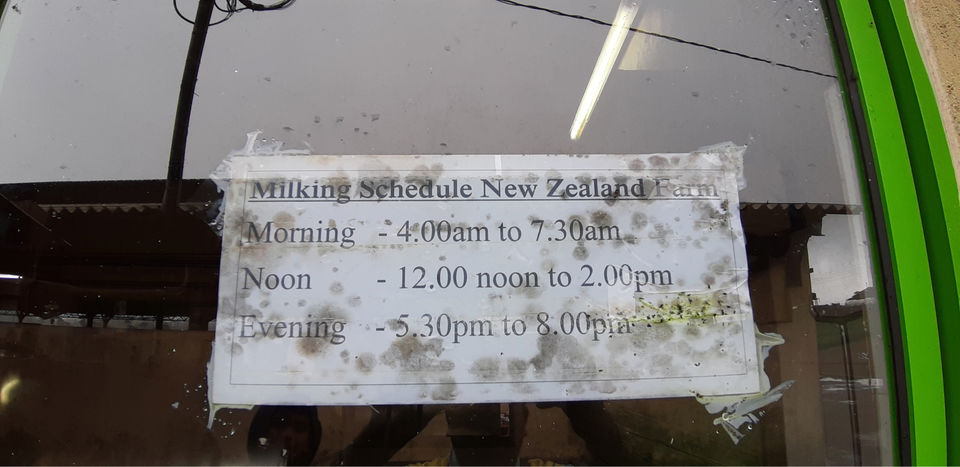 Milking Schedule New Zealand Farm
Morning - 4.00am to 7.30am
Noon - 12.00 noon to 2.00pm
Evening - 5.30pm to 8.00pm